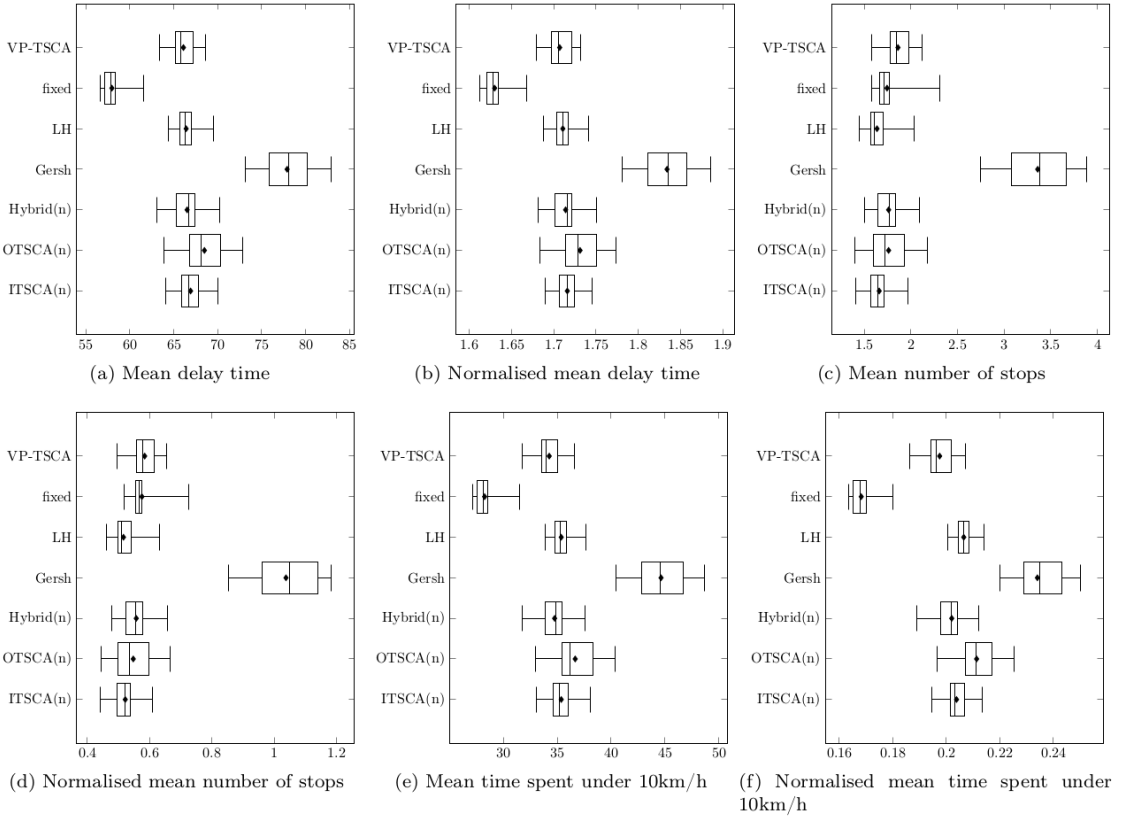 VP-TSCA
fixed
LH
Gersh
Hybrid(n)
OTSCA(n)
ITSCA(n)
55 60 65 70 75 80 85
(a) Mean delay time
VP-TSCA
fixed
LH
Gersh
Hybrid(n)
OTSCA(n)
ITSCA(n)
1.6 1.65 1.7 1.75 1.8 1.85 1.9
(b) Normalised mean delay time
VP-TSCA
fixed
LH
Gersh
Hybrid(n)
OTSCA(n)
ITSCA(n)
1.5 2 2.5 3 3.5 4
(c) Mean number of stops
VP-TSCA
fixed
LH
Gersh
Hybrid(n)
OTSCA(n)
ITSCA(n)
0.4 0.6 0.8 1 1.2
(d) Normalised mean number of stops
VP-TSCA
fixed
LH
Gersh
Hybrid(n)
OTSCA(n)
ITSCA(n)
30 35 40 45 50
(e) Mean time spent under 10km/h
VP-TSCA
fixed
LH
Gersh
Hybrid(n)
OTSCA(n)
ITSCA(n)
0.16 0.18 0.2 0.22 0.24
(f) Normalised mean time spent under
10km/h